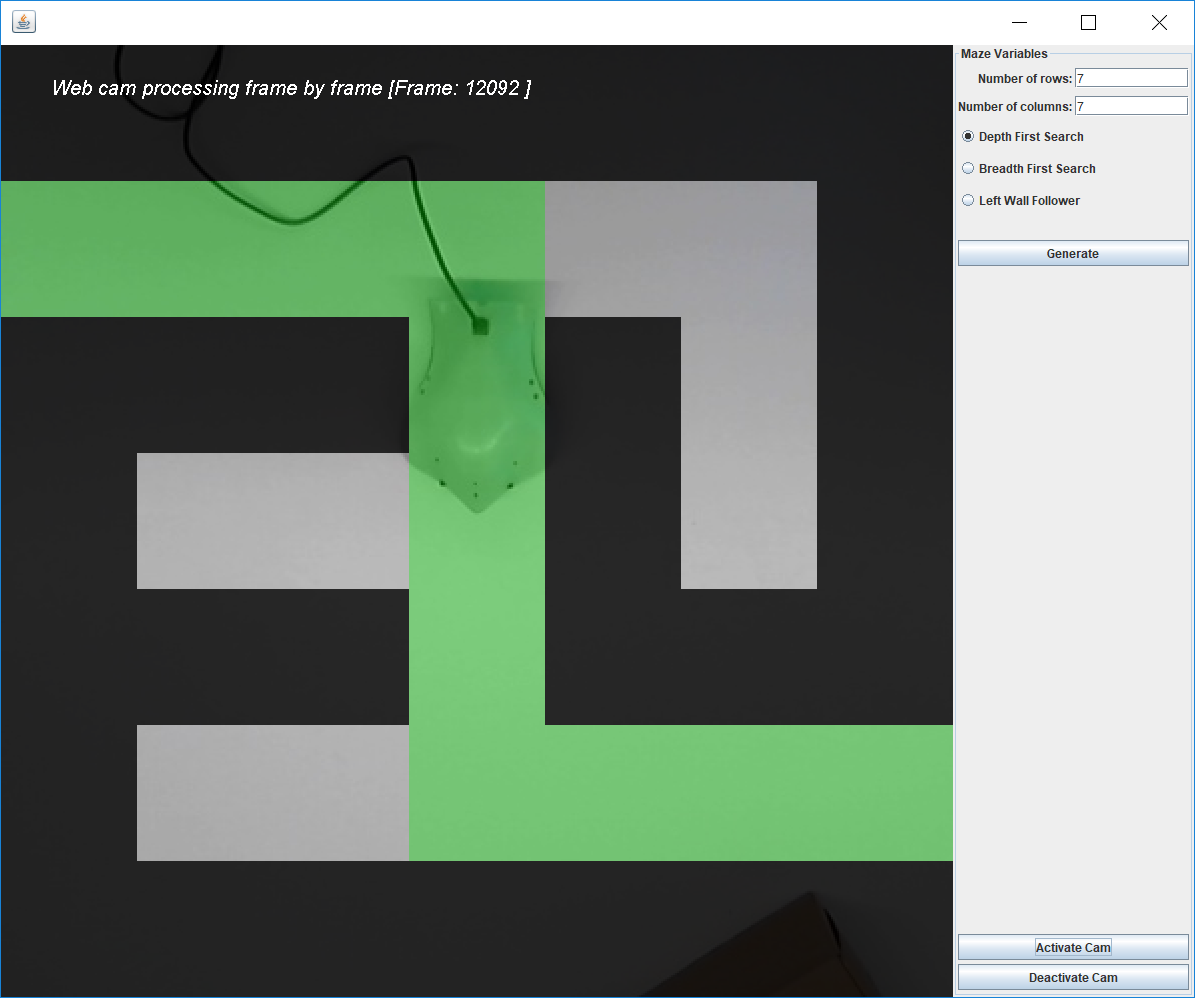 Web cam processing frame by frame [Frame: 12092 ]
Maze Variables
Number of rows: 7
Number of columns: 7
Depth First Search
Breadth First Search
Left Wall Follower
Generate
Activate Cam
Deactivate Cam